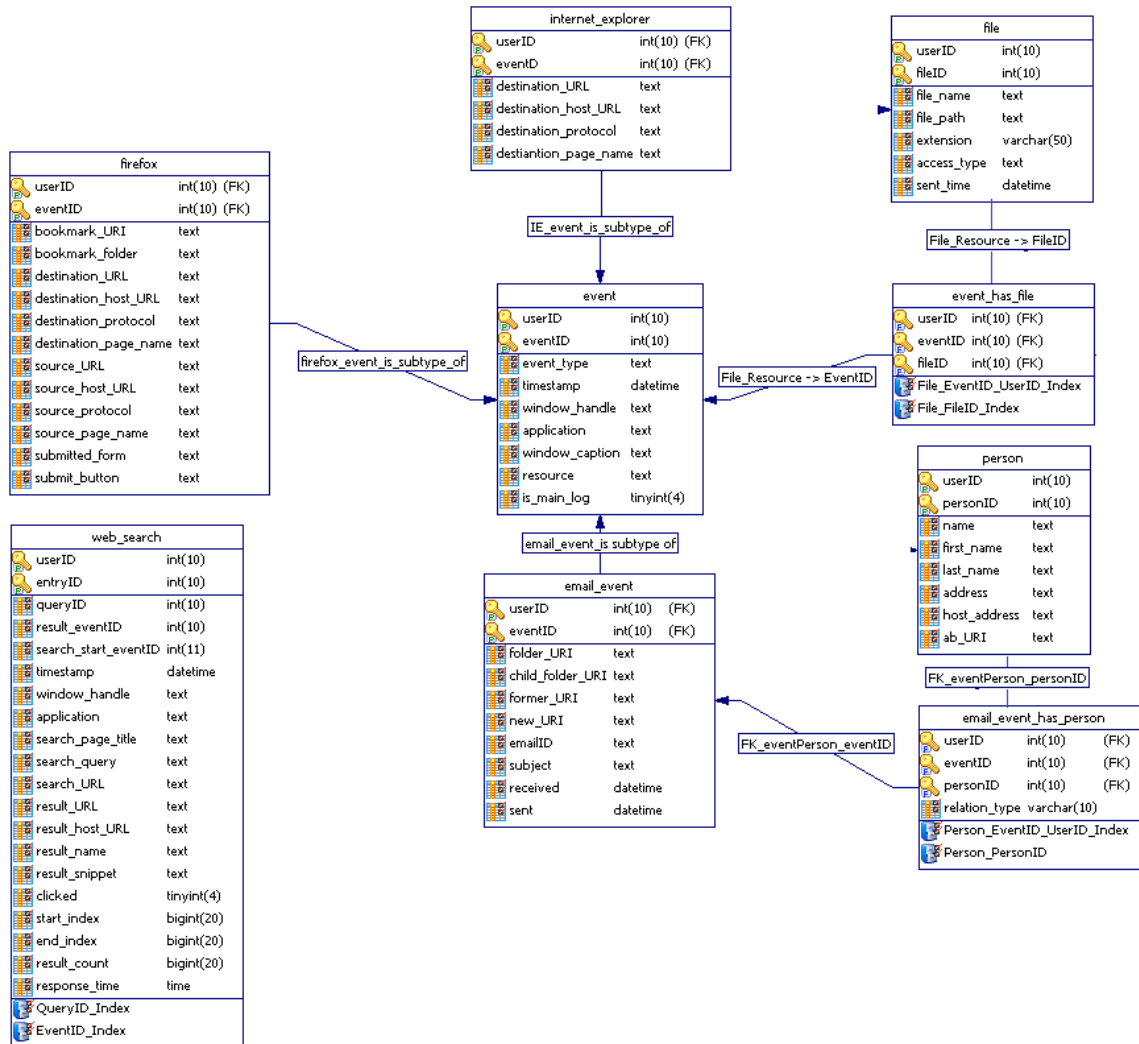 internet_explorer
userID int(10) (FK)
eventD int(10) (FK)
destination_URL text
destination_host_URL text
destination_protocol text
destiantion_page_name text
file
userID int(10)
fileID int(10)
file_name text
file_path text
extension varchar(50)
access_type text
sent_time datetime
firefox
userID int(10) (FK)
eventID int(10) (FK)
bookmark_URI text
bookmark_folder text
destination_URL text
destination_host_URL text
destination_protocol text
destination_page_name text
source_URL text
source_host_URL text
source_protocol text
source_page_name text
submitted_form text
submit_button text
IE_event_is_subtype_of
File_Resource -> FileID
event
userID int(10)
eventID int(10)
event_type text
timestamp datetime
window_handle text
application text
window_caption text
resource text
is_main_log tinyint(4)
event_has_file
userID int(10) (FK)
eventID int(10) (FK)
fileID int(10) (FK)
File_EventID_UserID_Index
File_FileID_Index
firefox_event_is_subtype_of
File_Resource -> EventID
person
userID int(10)
personID int(10)
name text
first_name text
last_name text
address text
host_address text
ab_URI text
web_search
userID int(10)
entryID int(10)
queryID int(10)
result_eventID int(10)
search_start_eventID int(11)
timestamp datetime
window_handle text
application text
search_page_title text
search_query text
search_URL text
result_URL text
result_host_URL text
result_name text
result_snippet text
clicked tinyint(4)
start_index bigint(20)
end_index bigint(20)
result_count bigint(20)
response_time time
QueryID_Index
EventID_Index
email_event_is subtype of
email_event
userID int(10) (FK)
eventID int(10) (FK)
folder_URI text
child_folder_URI text
former_URI text
new_URI text
emailID text
subject text
received datetime
sent datetime
FK_eventPerson_personID
FK_eventPerson_eventID
email_event_has_person
userID int(10) (FK)
eventID int(10) (FK)
personID int(10) (FK)
relation_type varchar(10)
Person_EventID_UserID_Index
Person_PersonID